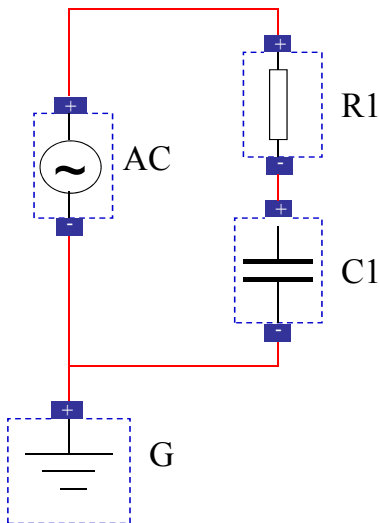 +
+
R1
~
AC
-
-
+
C1
-
+
G